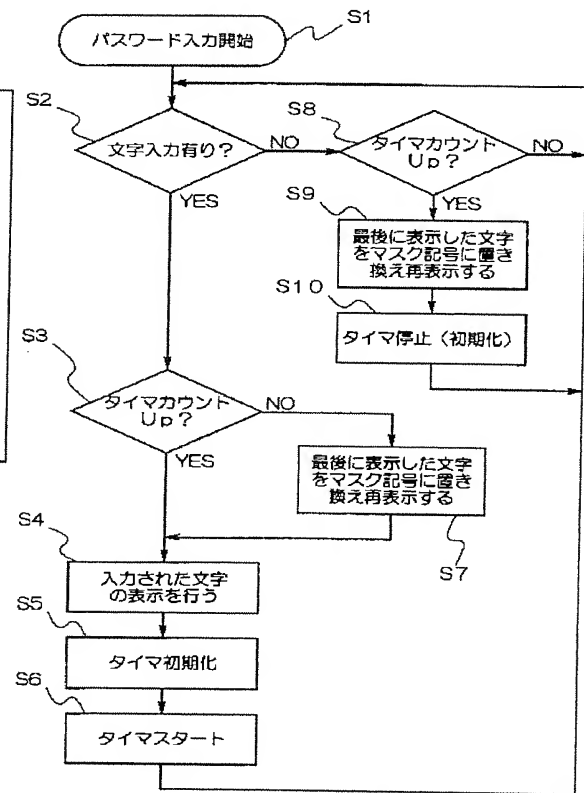 S1
パスワード入力開始
S2
文字入力有り?
NO
YES
S8
タイマカウント
Up?
NO
YES
S9
最後に表示した文字
をマスク記号に置き
換え再表示する
S10
タイマ停止(初期化)
S3
タイマカウント
Up?
NO
YES
最後に表示した文字
をマスク記号に置き
換え再表示する
S7
S4
入力された文字
の表示を行う
S5
タイマ初期化
S6
タイマスタート